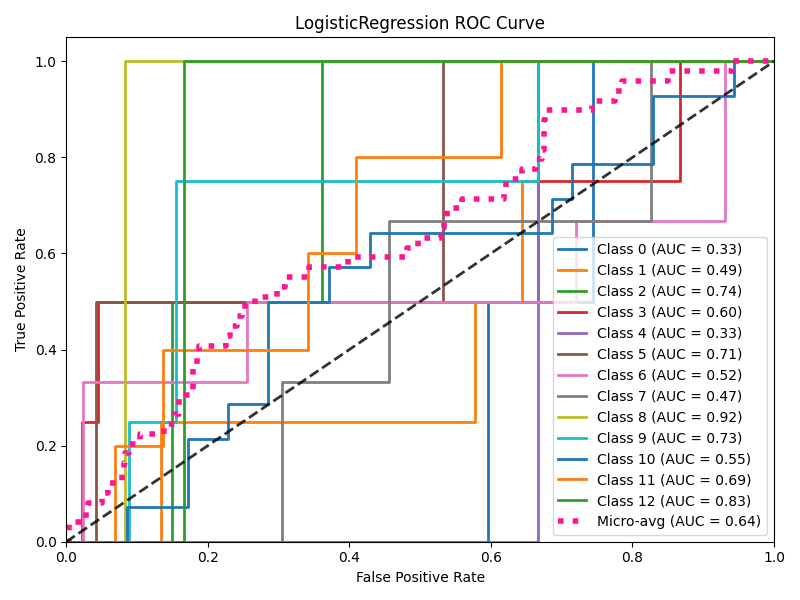 LogisticRegression ROC Curve
True Positive Rate
1.0
0.8
0.6
0.4
0.2
0.0
Class 0 (AUC = 0.33)
Class 1 (AUC = 0.49)
Class 2 (AUC = 0.74)
Class 3 (AUC = 0.60)
Class 4 (AUC = 0.33)
Class 5 (AUC = 0.71)
Class 6 (AUC = 0.52)
Class 7 (AUC = 0.47)
Class 8 (AUC = 0.92)
Class 9 (AUC = 0.73)
Class 10 (AUC = 0.55)
Class 11 (AUC = 0.69)
Class 12 (AUC = 0.83)
Micro-avg (AUC = 0.64)
0.0 0.2 0.4 0.6 0.8 1.0
False Positive Rate